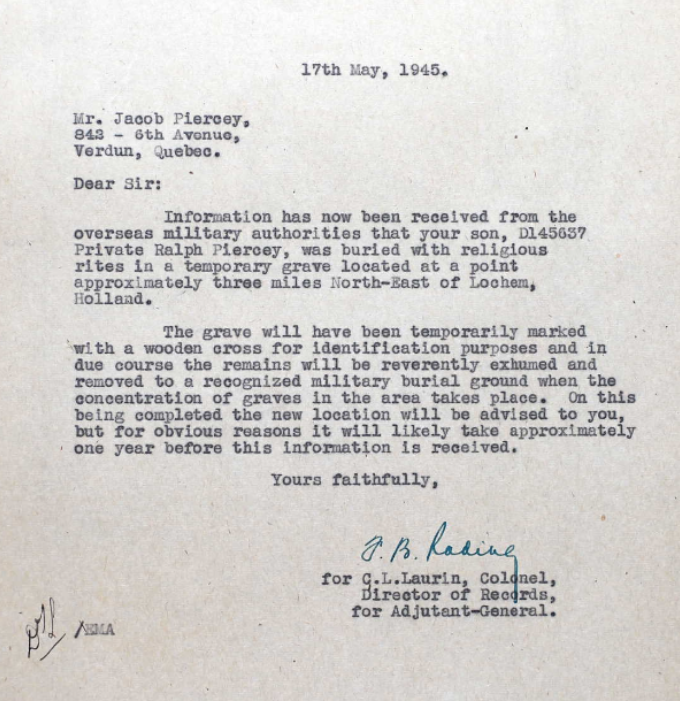 17th May, 1945.
Mr. Jacob Piercey,
843 - 6th Avenue,
Verdun, Quebec.
Dear Sir:
Information has now been received from the
overseas military authorities that your son, D145637
Private Ralph Piercey, was buried with religious
rites in a temporary grave located at a point
approximately three miles North-East of Lochem,
Holland.
The grave will have been temporarily marked
with a wooden cross for identification purposes and in
due course the remains will be reverently exhumed and
removed to a recognized military burial ground when the
concentration of graves in the area takes place. On this
being completed the new location will be advised to you,
but for obvious reasons it will likely take approximately
one year before this information is received.
Yours faithfully,
F. B.
for C.L.Laurin, Colonel,
Director of Records,
for Adjutant-General.
/EMA